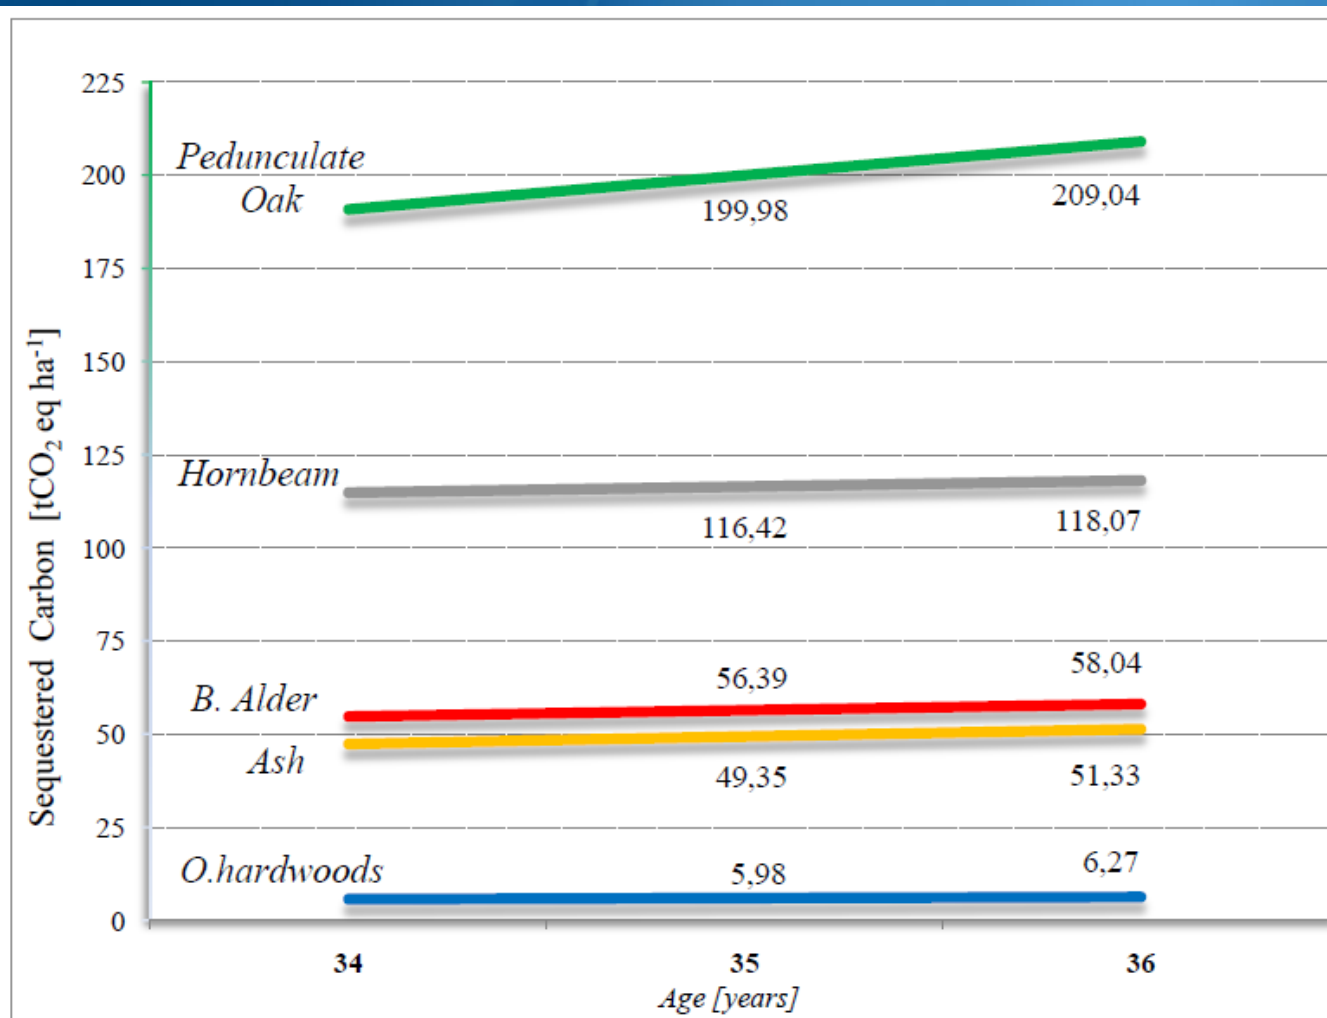 225
Pedunculate
200
Oak
199,98
209,04
175
150
125
Hornbeam
116,42
118,07
100
75
56,39
58,04
B. Alder
50
Ash
49,35
51,33
25
O.hardwoods
5,98
6,27
0
Sequestered Carbon [tCO₂ eq ha⁻¹]
34
35
36
Age [years]